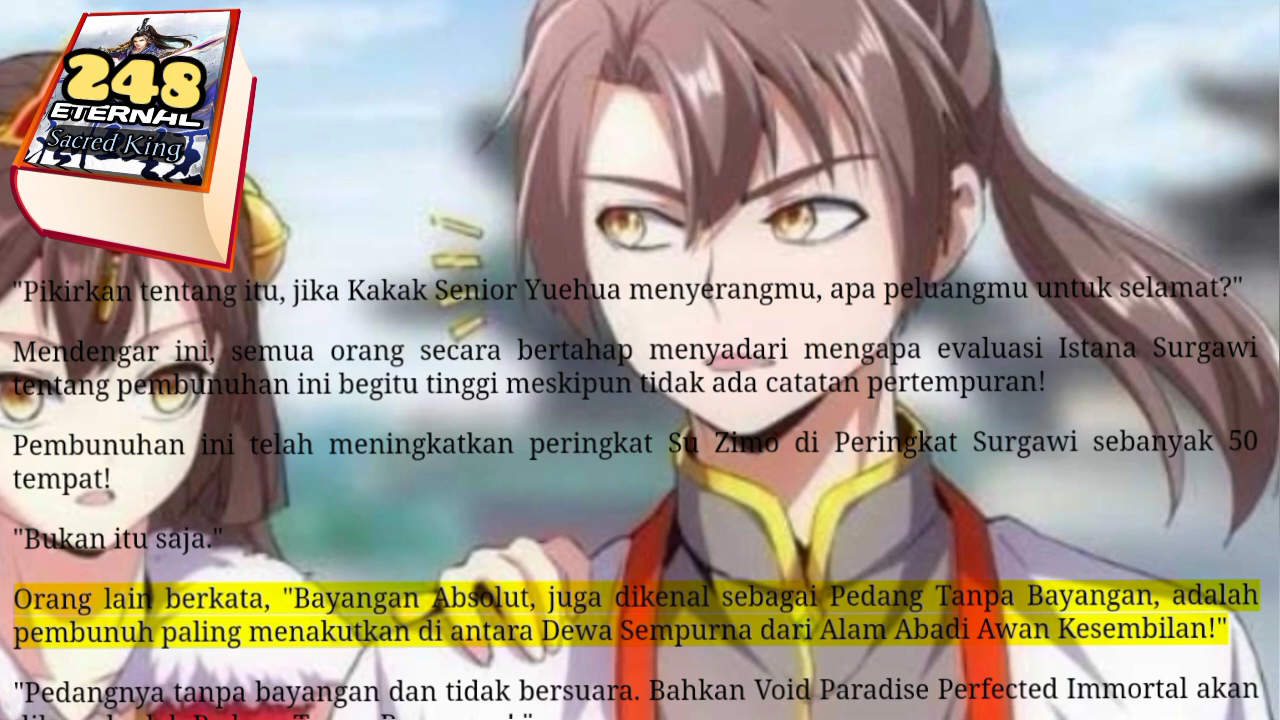 248
ETERNAL
Sacred King
"Pikirkan tentang itu, jika Kakak Senior Yuehua menyerangmu, apa peluangmu untuk selamat?"
Mendengar ini, semua orang secara bertahap menyadari mengapa evaluasi Istana Surgawi
tentang pembunuhan ini begitu tinggi meskipun tidak ada catatan pertempuran!
Pembunuhan ini telah meningkatkan peringkat Su Zimo di Peringkat Surgawi sebanyak 50
tempat!
"Bukan itu saja."
Orang lain berkata, "Bayangan Absolut, juga dikenal sebagai Pedang Tanpa Bayangan, adalah
pembunuh paling menakutkan di antara Dewa Sempurna dari Alam Abadi Awan Kesembilan!"
"Pedangnya tanpa bayangan dan tidak bersuara. Bahkan Void Paradise Perfected Immortal akan